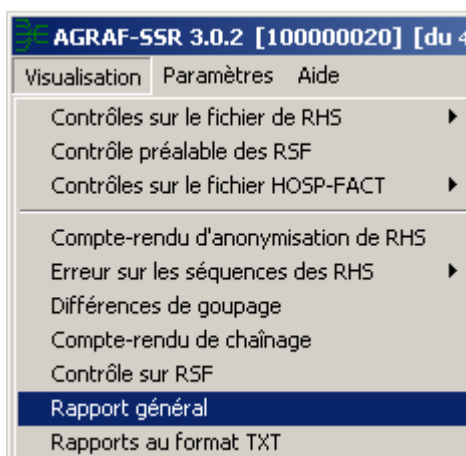 AGRAF-SSR 3.0.2 [100000020] [du 4
Visualisation Paramètres Aide
Contrôles sur le fichier de RHS
Contrôle préalable des RSF
Contrôles sur le fichier HOSP-FACT
Compte-rendu d'anonymisation de RHS
Erreur sur les séquences des RHS
Différences de goupage
Compte-rendu de chaînage
Contrôle sur RSF
Rapport général
Rapports au format TXT